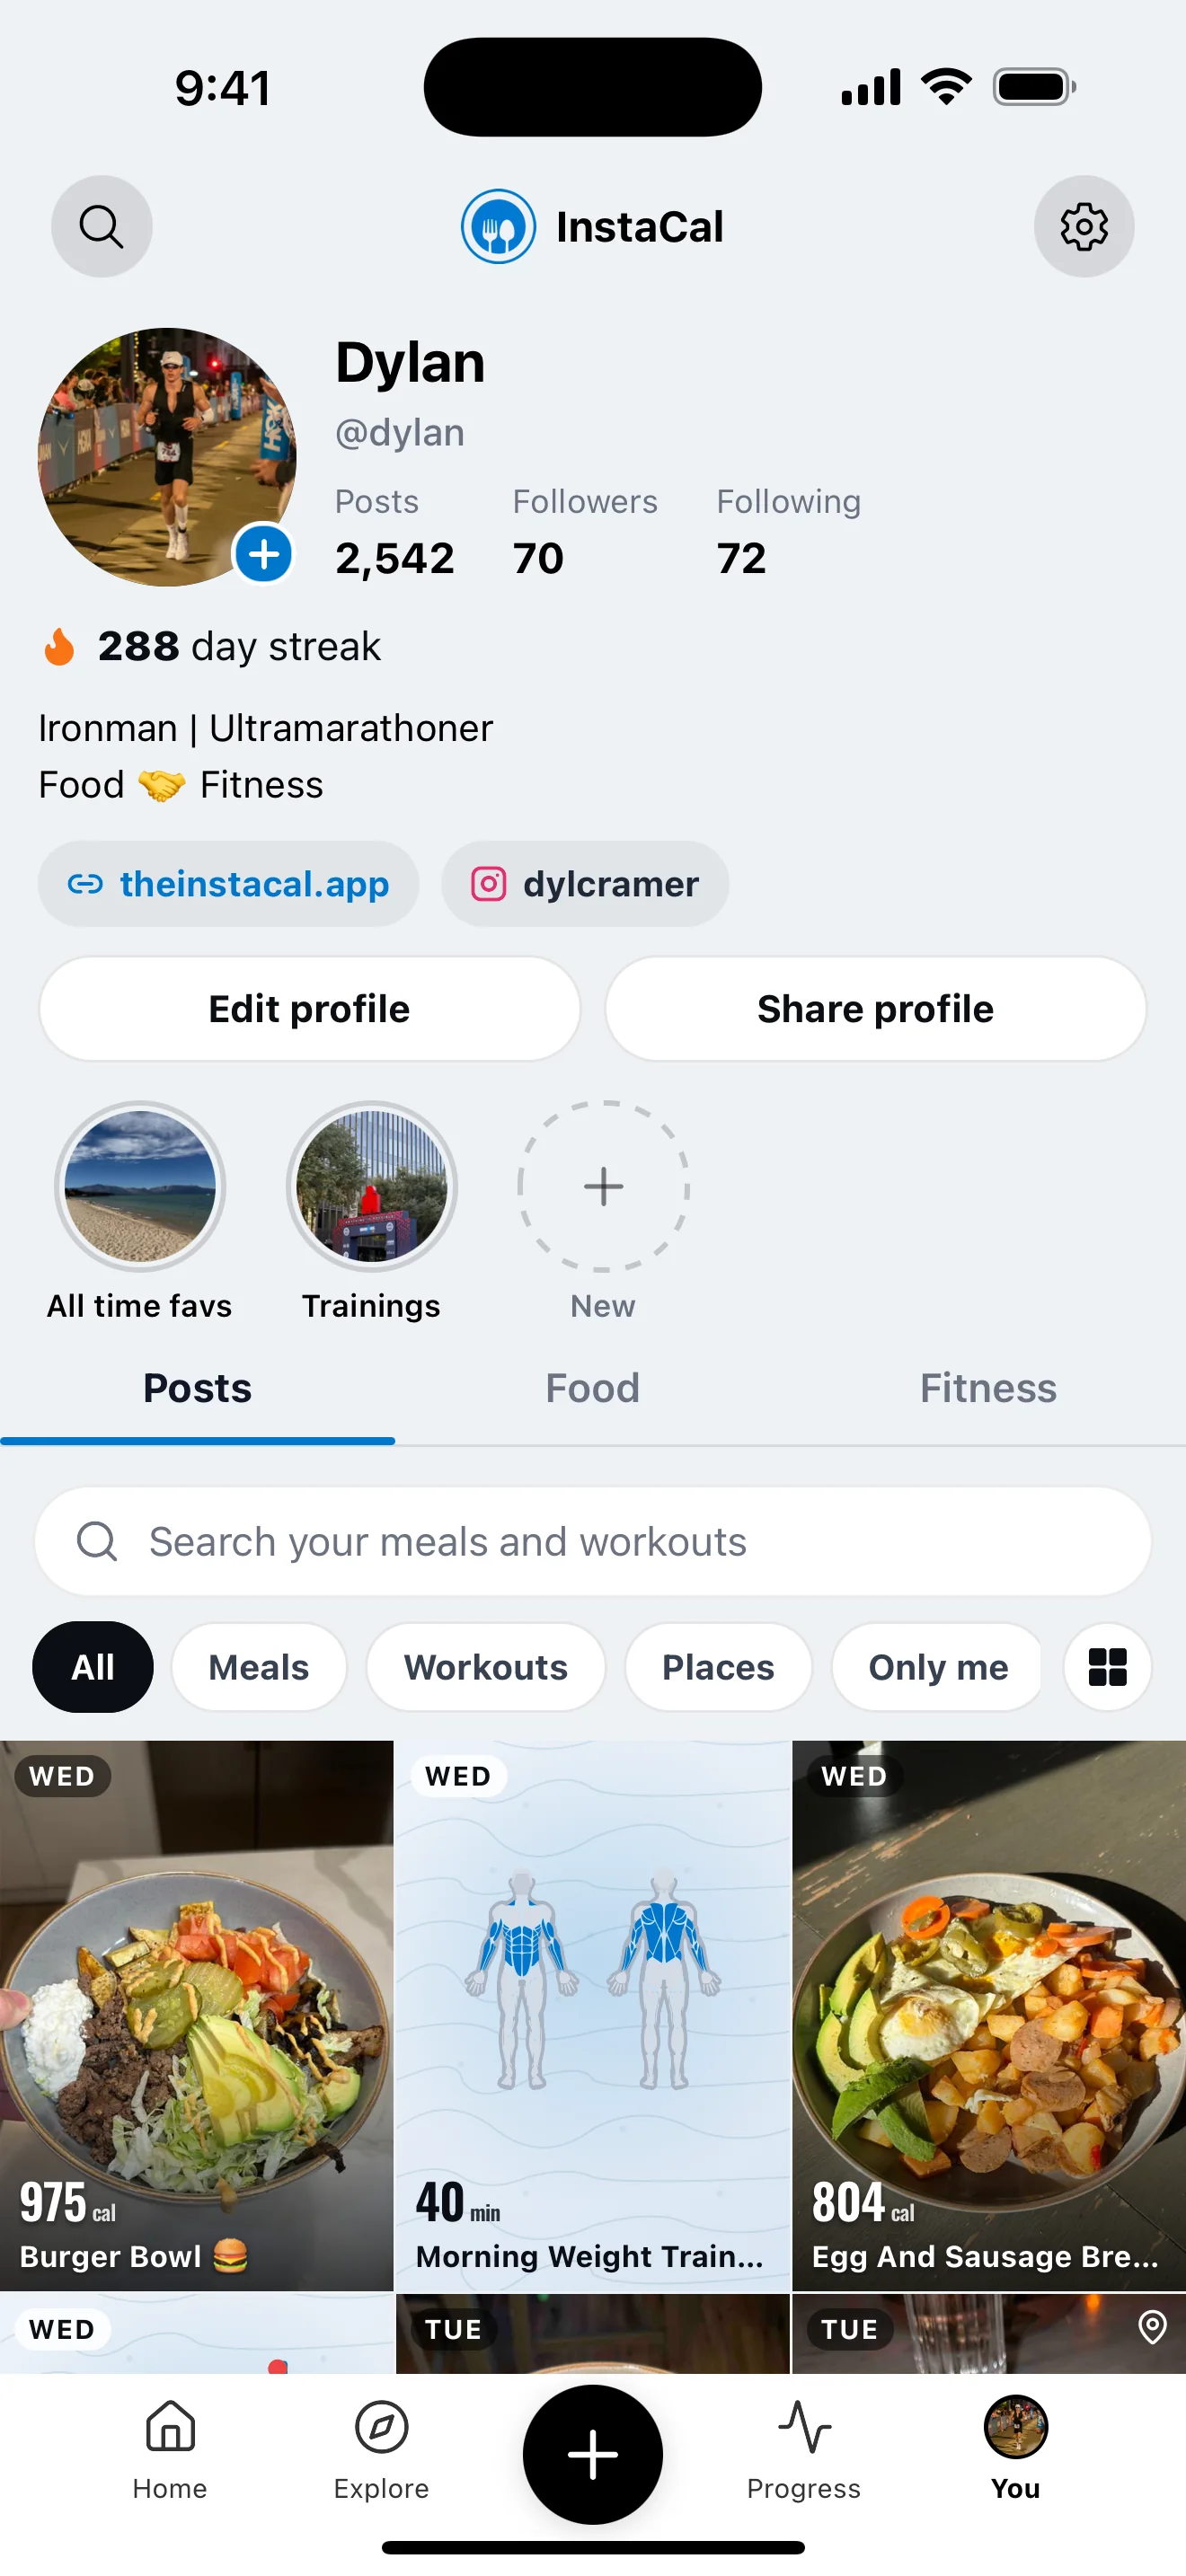 9:41
InstaCal
Dylan
@dylan
Posts Followers Following
2,542 70 72
288 day streak
Ironman | Ultramarathoner
Food 🤝 Fitness
theinstacal.app dylcramer
Edit profile Share profile
All time favs Trainings New
Posts Food Fitness
Search your meals and workouts
All Meals Workouts Places Only me
WED WED WED
975 cal 40 min 804 cal
Burger Bowl 🍔 Morning Weight Train... Egg And Sausage Bre...
WED TUE TUE
Home Explore Progress You